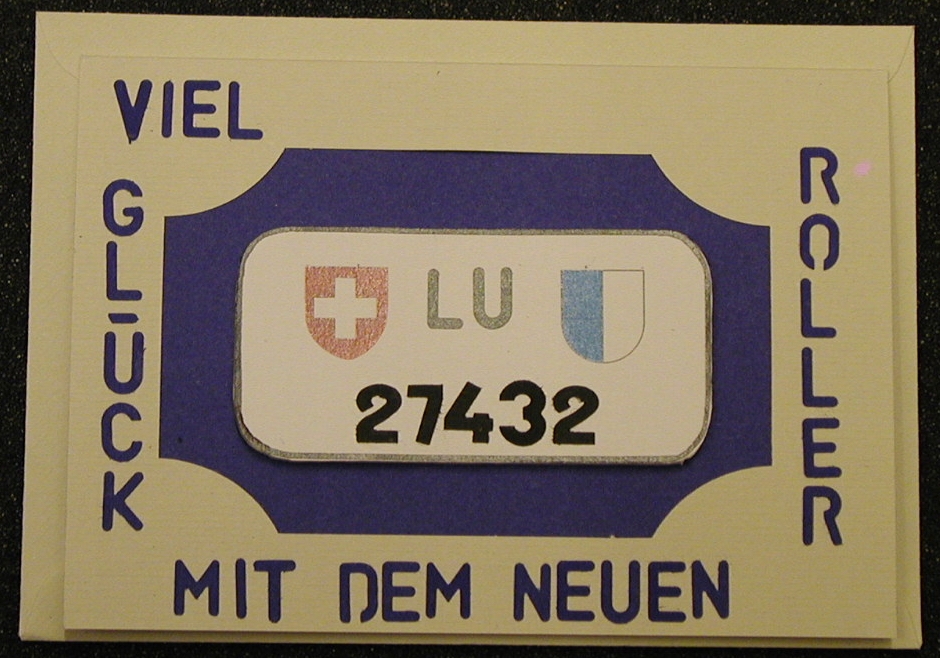 VIEL
GLÜCK
MIT DEM NEUEN
ROLLER
LU
27432